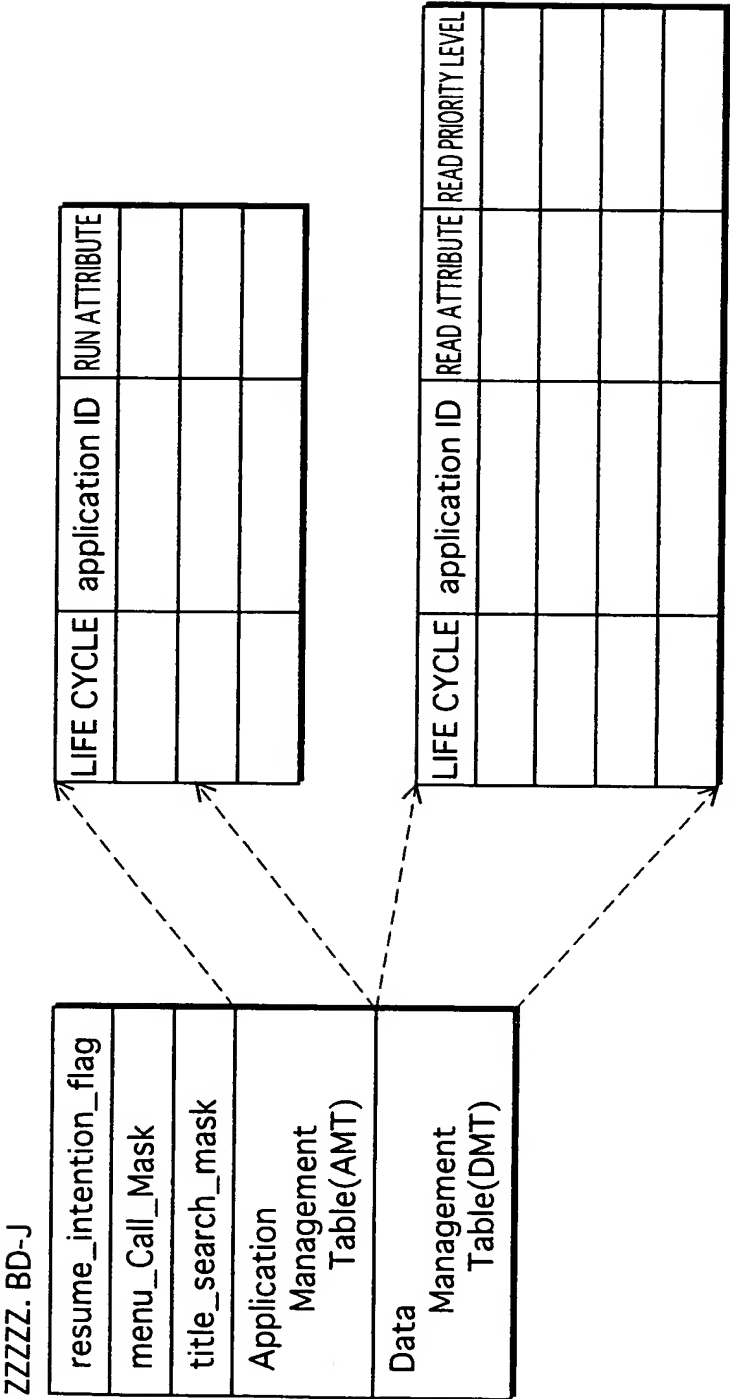 ZZZZZ. BD-J
resume_intention_flag
menu_Call_Mask
title_search_mask
Application
Management
Table(AMT)
Data
Management
Table(DMT)
LIFE CYCLE application ID RUN ATTRIBUTE
LIFE CYCLE application ID READ ATTRIBUTE READ PRIORITY LEVEL